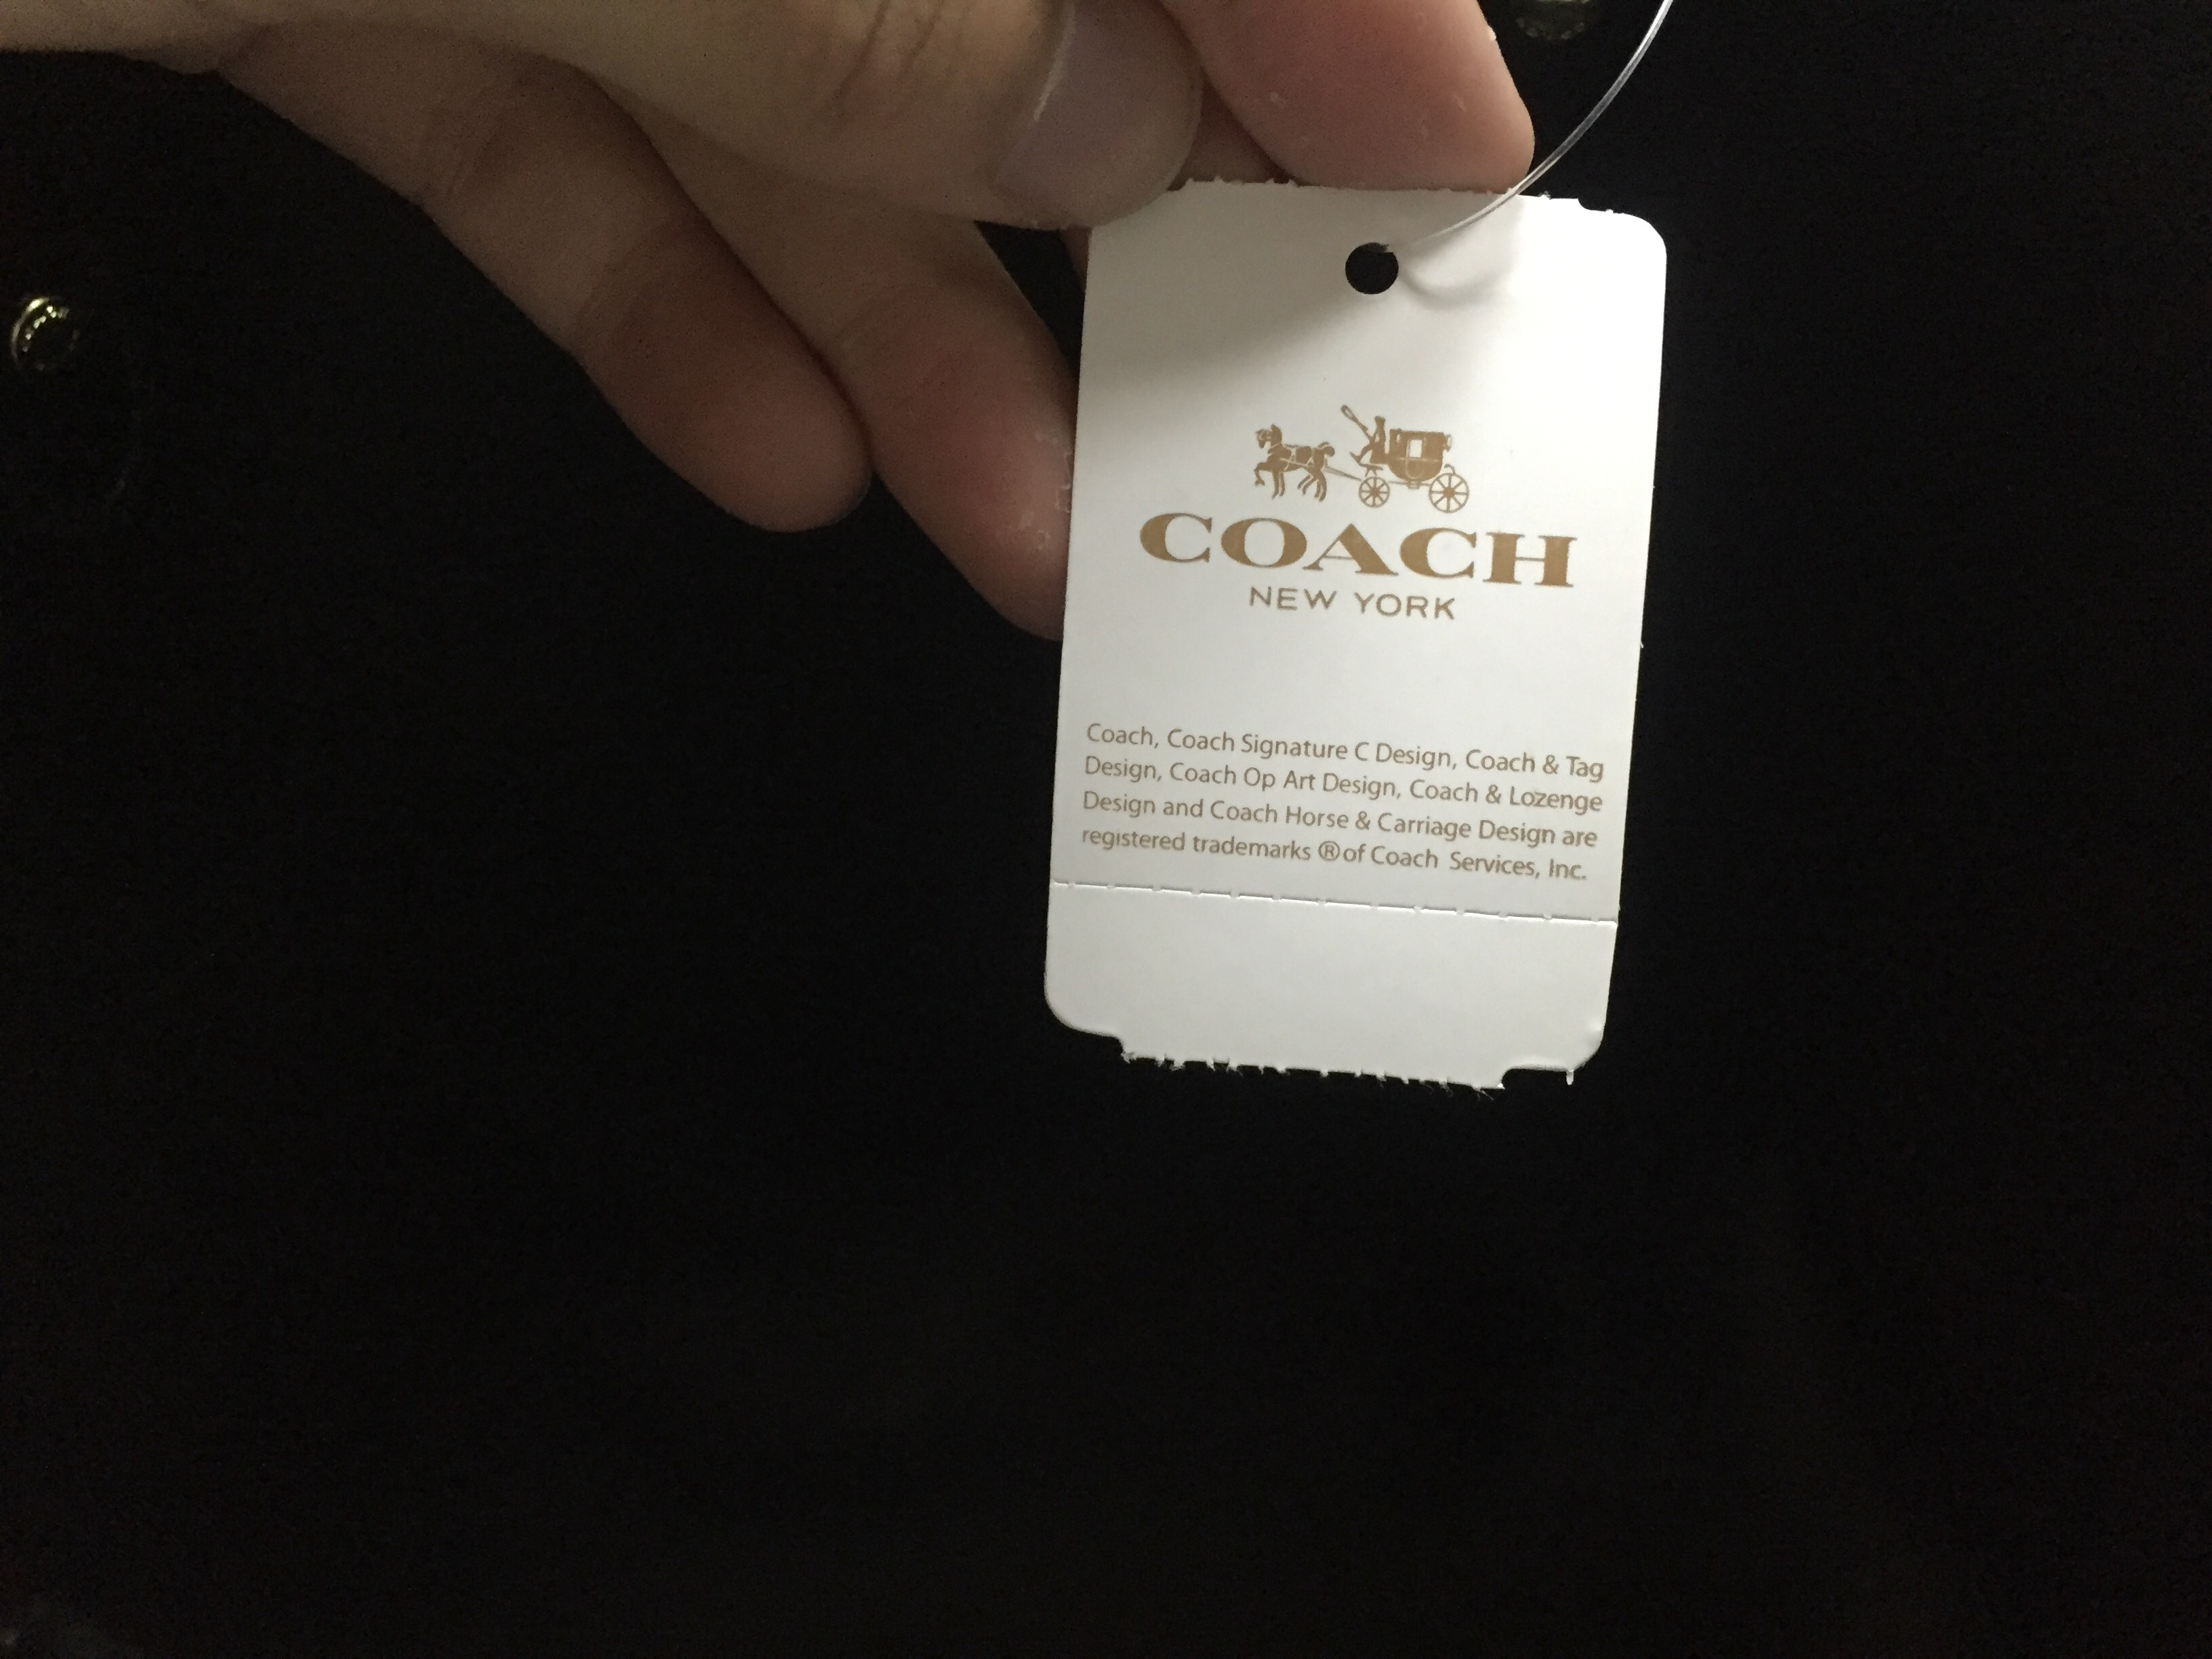 COACH
NEW YORK
Coach, Coach Signature C Design, Coach & Tag
Design, Coach Op Art Design, Coach & Lozenge
Design and Coach Horse & Carriage Design are
registered trademarks ® of Coach Services, Inc.